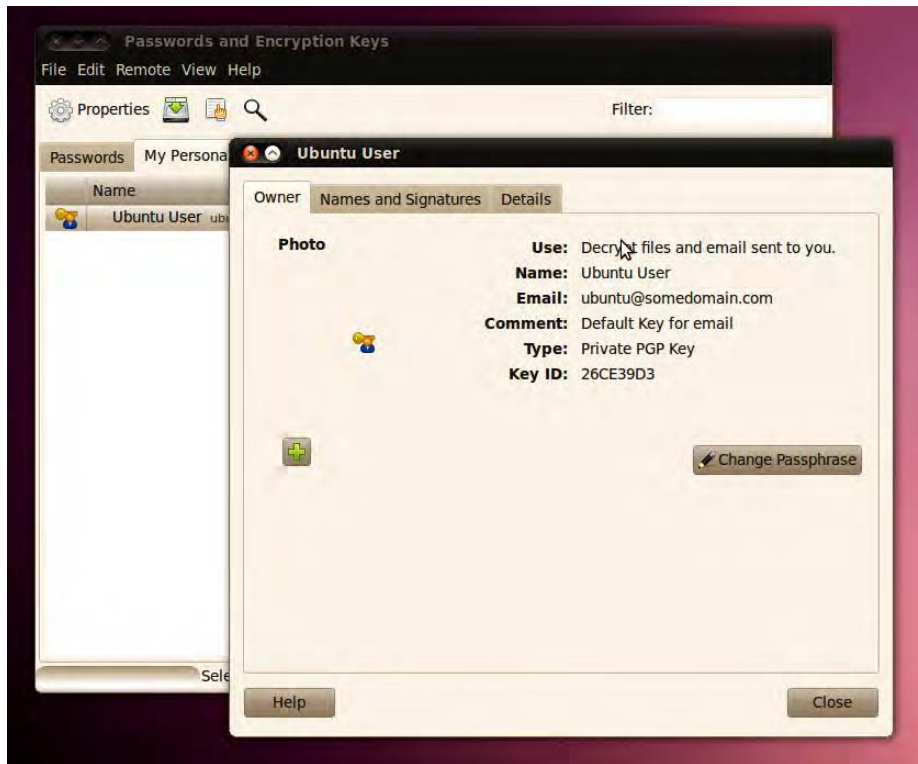 Passwords and Encryption Keys
File Edit Remote View Help
Properties
Filter:
Passwords
My Persona
Name
Ubuntu User ub
Sele
Ubuntu User
Owner
Names and Signatures
Details
Photo
Use: Decrypt files and email sent to you.
Name: Ubuntu User
Email: ubuntu@somedomain.com
Comment: Default Key for email
Type: Private PGP Key
Key ID: 26CE39D3
Change Passphrase
Help
Close